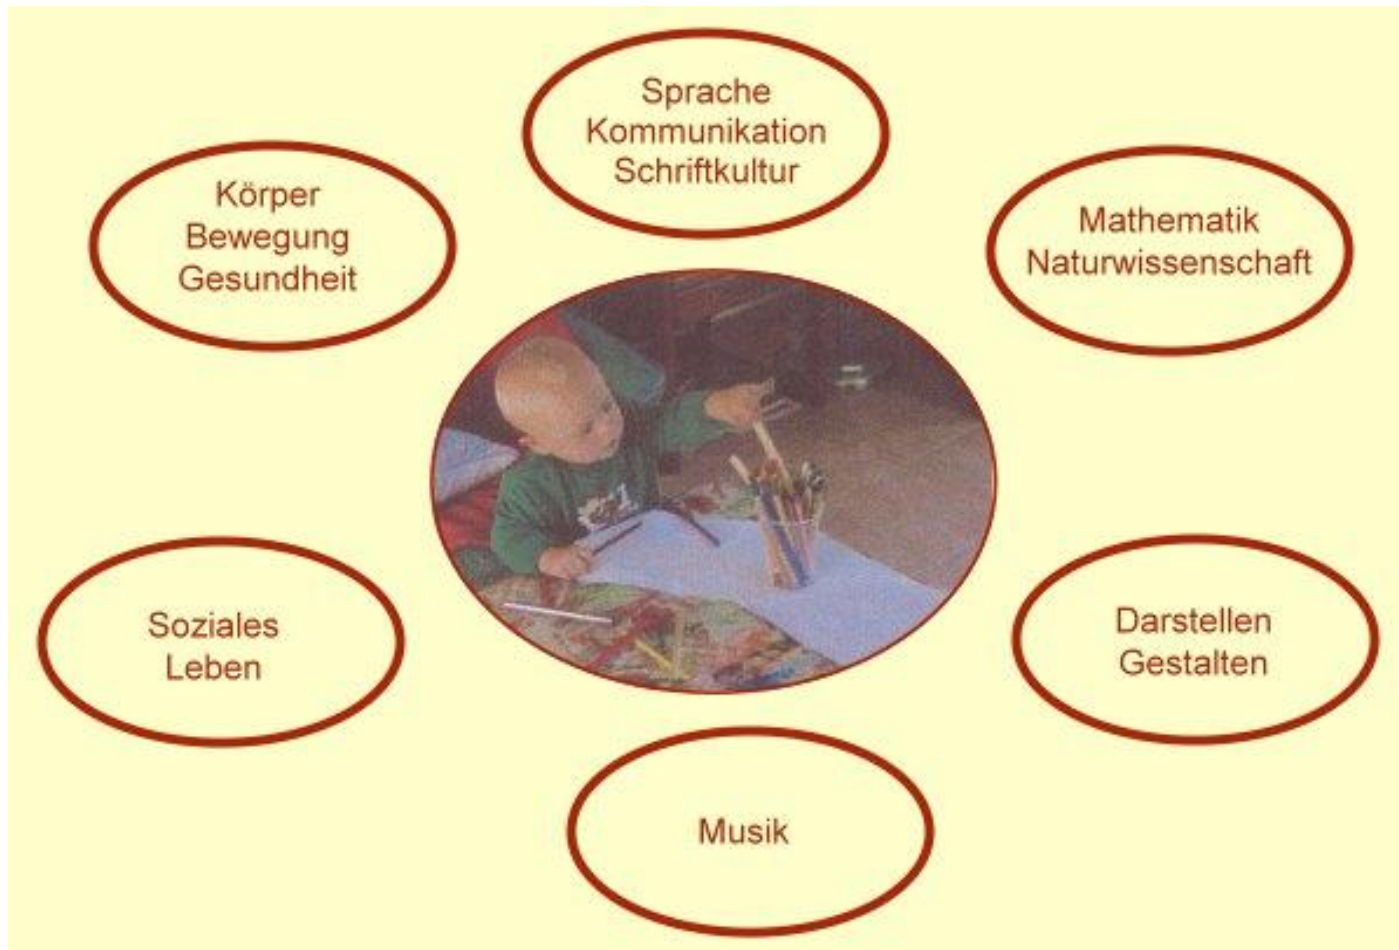 Sprache
Kommunikation
Schriftkultur
Körper
Bewegung
Gesundheit
Mathematik
Naturwissenschaft
Soziales
Leben
Darstellen
Gestalten
Musik